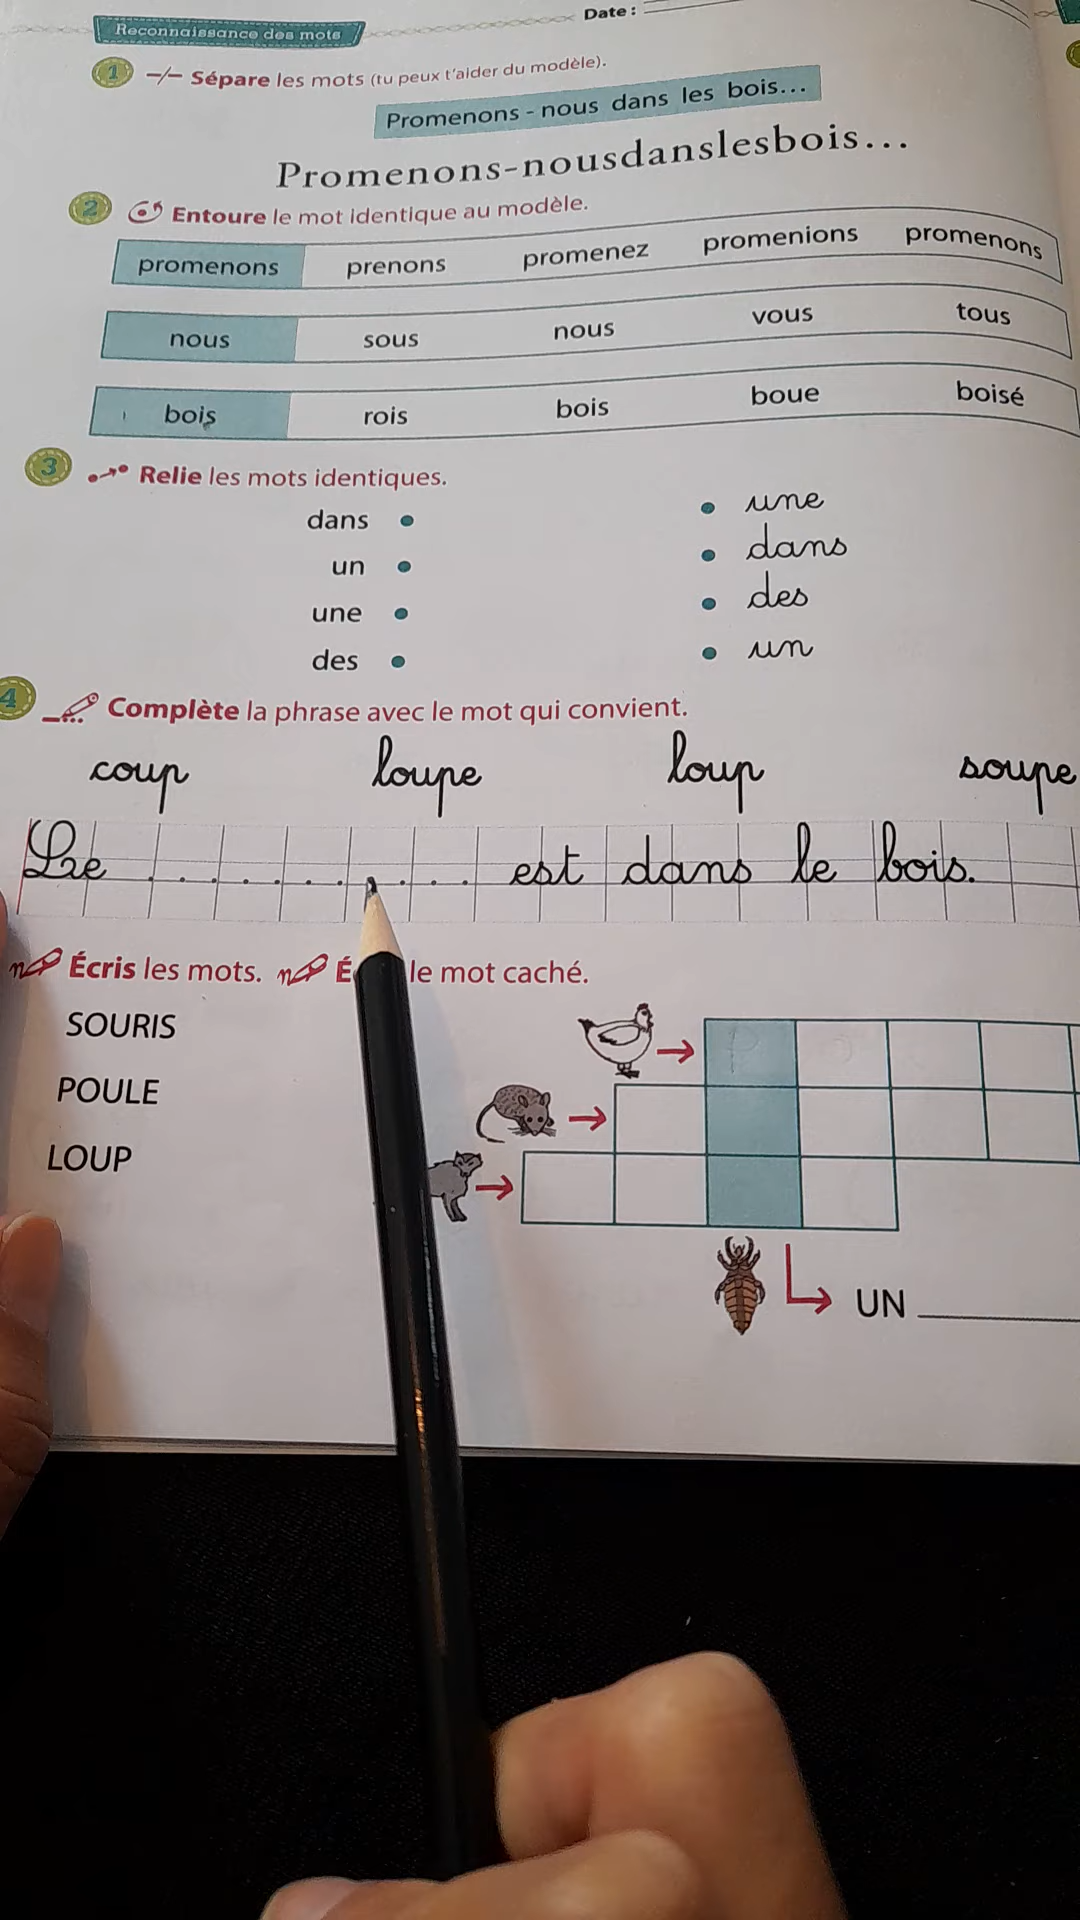 Date :
Reconnaissance des mots
1 Sépare les mots (tu peux t'aider du modèle).
Promenons - nous dans les bois...
Promenons-nousdanslesbois...
2 Entoure le mot identique au modèle.
promenons prenons promenez promenions promenons
nous sous nous vous tous
bois rois bois boue boisé
3 Relie les mots identiques.
dans • • une
un • • dans
une • • des
des • • un
4 Complète la phrase avec le mot qui convient.
coup loupe loup soupe
Le .......... est dans le bois.
Écris les mots. le mot caché.
SOURIS
POULE
LOUP
P
UN